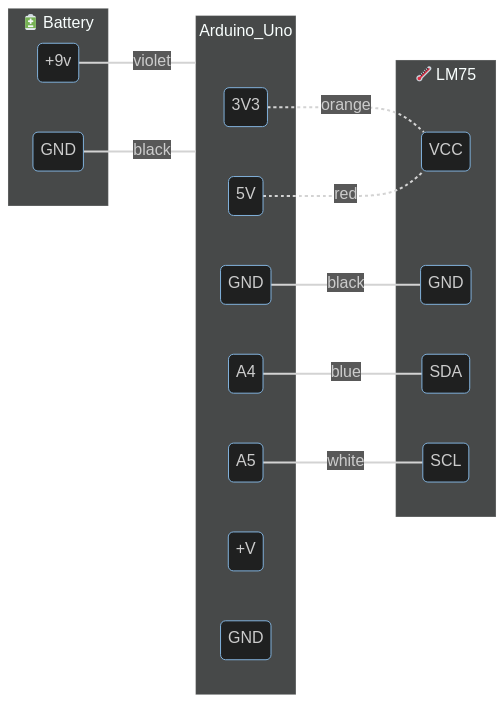 Battery
+9v
GND
violet
black
Arduino_Uno
3V3
5V
GND
A4
A5
+V
GND
orange
red
black
blue
white
LM75
VCC
GND
SDA
SCL